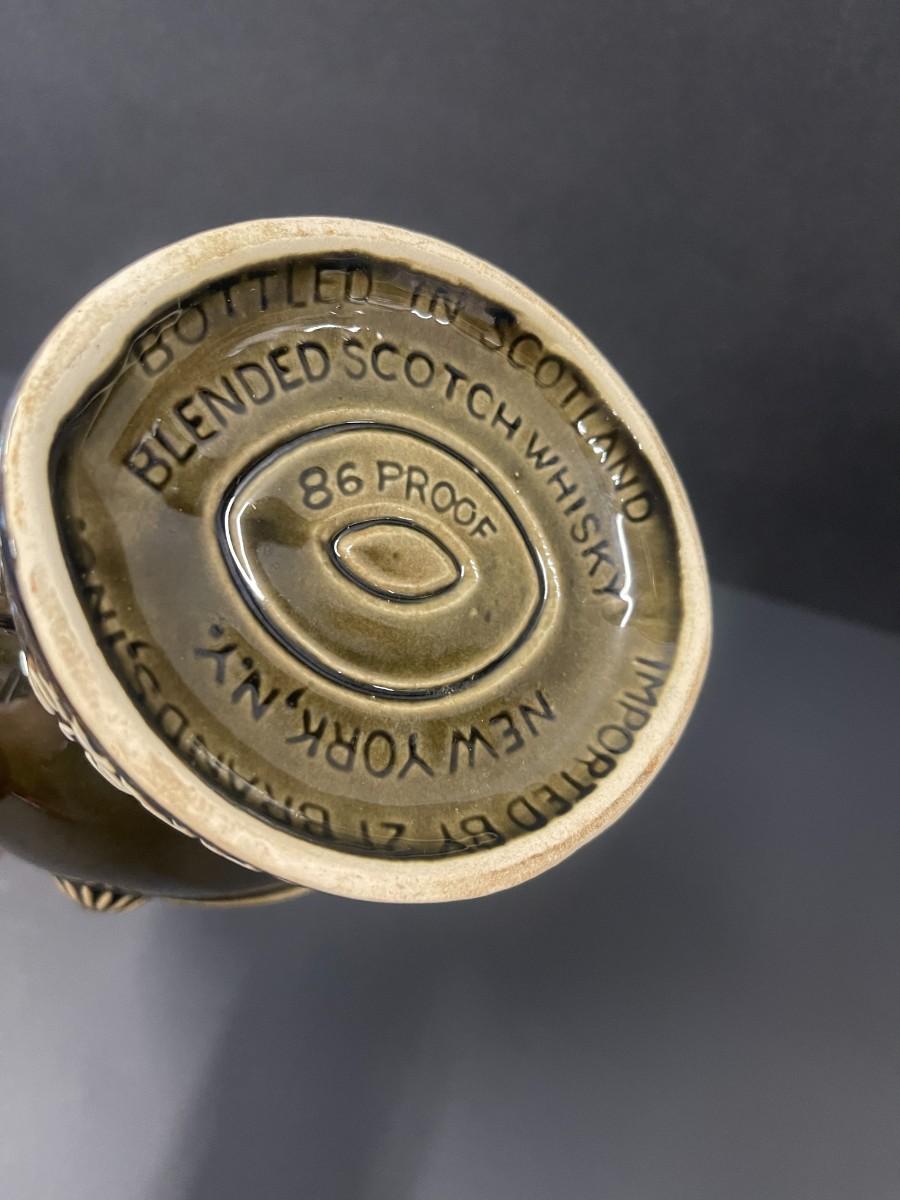 BOTTLED IN SCOTLAND
BLENDED SCOTCH WHISKY
86 PROOF
NEW YORK, N.Y.
IMPORTED BY 21 BRANDS, INC.